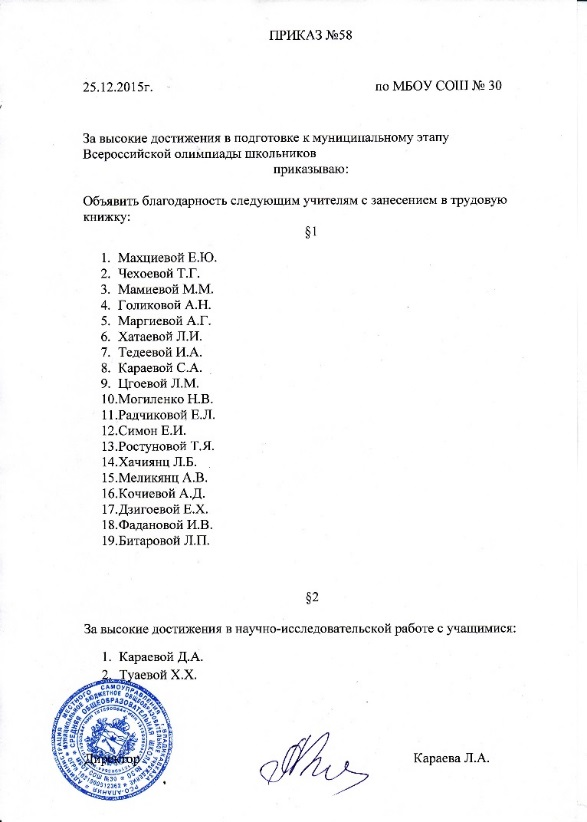 ПРИКАЗ №58
25.12.2015г. по МБОУ СОШ № 30
За высокие достижения в подготовке к муниципальному этапу
Всероссийской олимпиады школьников
приказываю:
Объявить благодарность следующим учителям с занесением в трудовую
книжку:
§1
1. Махциевой Е.Ю.
2. Чехоевой Т.Г.
3. Мамиевой М.М.
4. Голиковой А.Н.
5. Маргиевой А.Г.
6. Хатаевой Л.И.
7. Тедеевой И.А.
8. Караевой С.А.
9. Цгоевой Л.М.
10.Могиленко Н.В.
11.Радчиковой Е.Л.
12.Симон Е.И.
13.Ростуновой Т.Я.
14.Хачиянц Л.Б.
15.Меликянц А.В.
16.Кочиевой А.Д.
17.Дзигоевой Е.Х.
18.Фадановой И.В.
19.Битаровой Л.П.
§2
За высокие достижения в научно-исследовательской работе с учащимися:
1. Караевой Д.А.
2. Туаевой Х.Х.
Директор Караева Л.А.